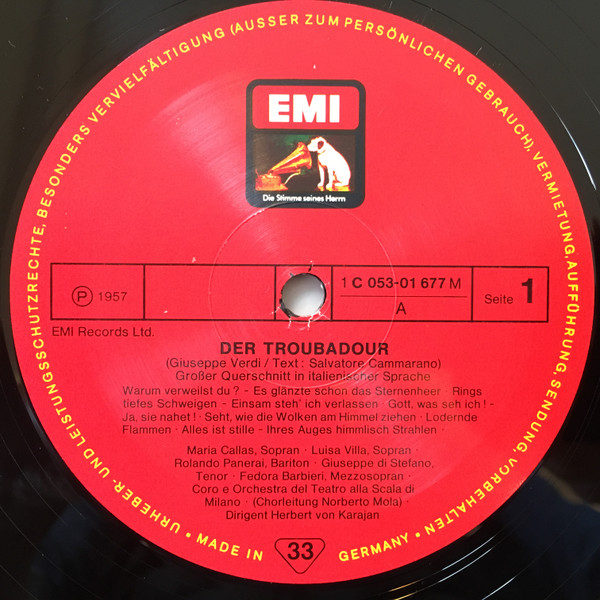 URHEBER- UND LEISTUNGSSCHUTZRECHTE, BESONDERS VERVIELFÄLTIGUNG (AUSSER ZUM PERSÖNLICHEN GEBRAUCH), VERMIETUNG, AUFFÜHRUNG, SENDUNG, VORBEHALTEN •
EMI
Die Stimme seines Herrn
Ⓟ 1957
1 C 053-01 677 M
A
Seite 1
EMI Records Ltd.
DER TROUBADOUR
(Giuseppe Verdi / Text : Salvatore Cammarano)
Großer Querschnitt in italienischer Sprache
Warum verweilst du ? - Es glänzte schon das Sternenheer · Rings
tiefes Schweigen - Einsam steh' ich verlassen · Gott, was seh ich ! -
Ja, sie nahet ! · Seht, wie die Wolken am Himmel ziehen · Lodernde
Flammen · Alles ist stille - Ihres Auges himmlisch Strahlen ·
Maria Callas, Sopran · Luisa Villa, Sopran ·
Rolando Panerai, Bariton · Giuseppe di Stefano,
Tenor · Fedora Barbieri, Mezzosopran ·
Coro e Orchestra del Teatro alla Scala di
Milano · (Chorleitung Norberto Mola) ·
Dirigent Herbert von Karajan
• MADE IN GERMANY •
33